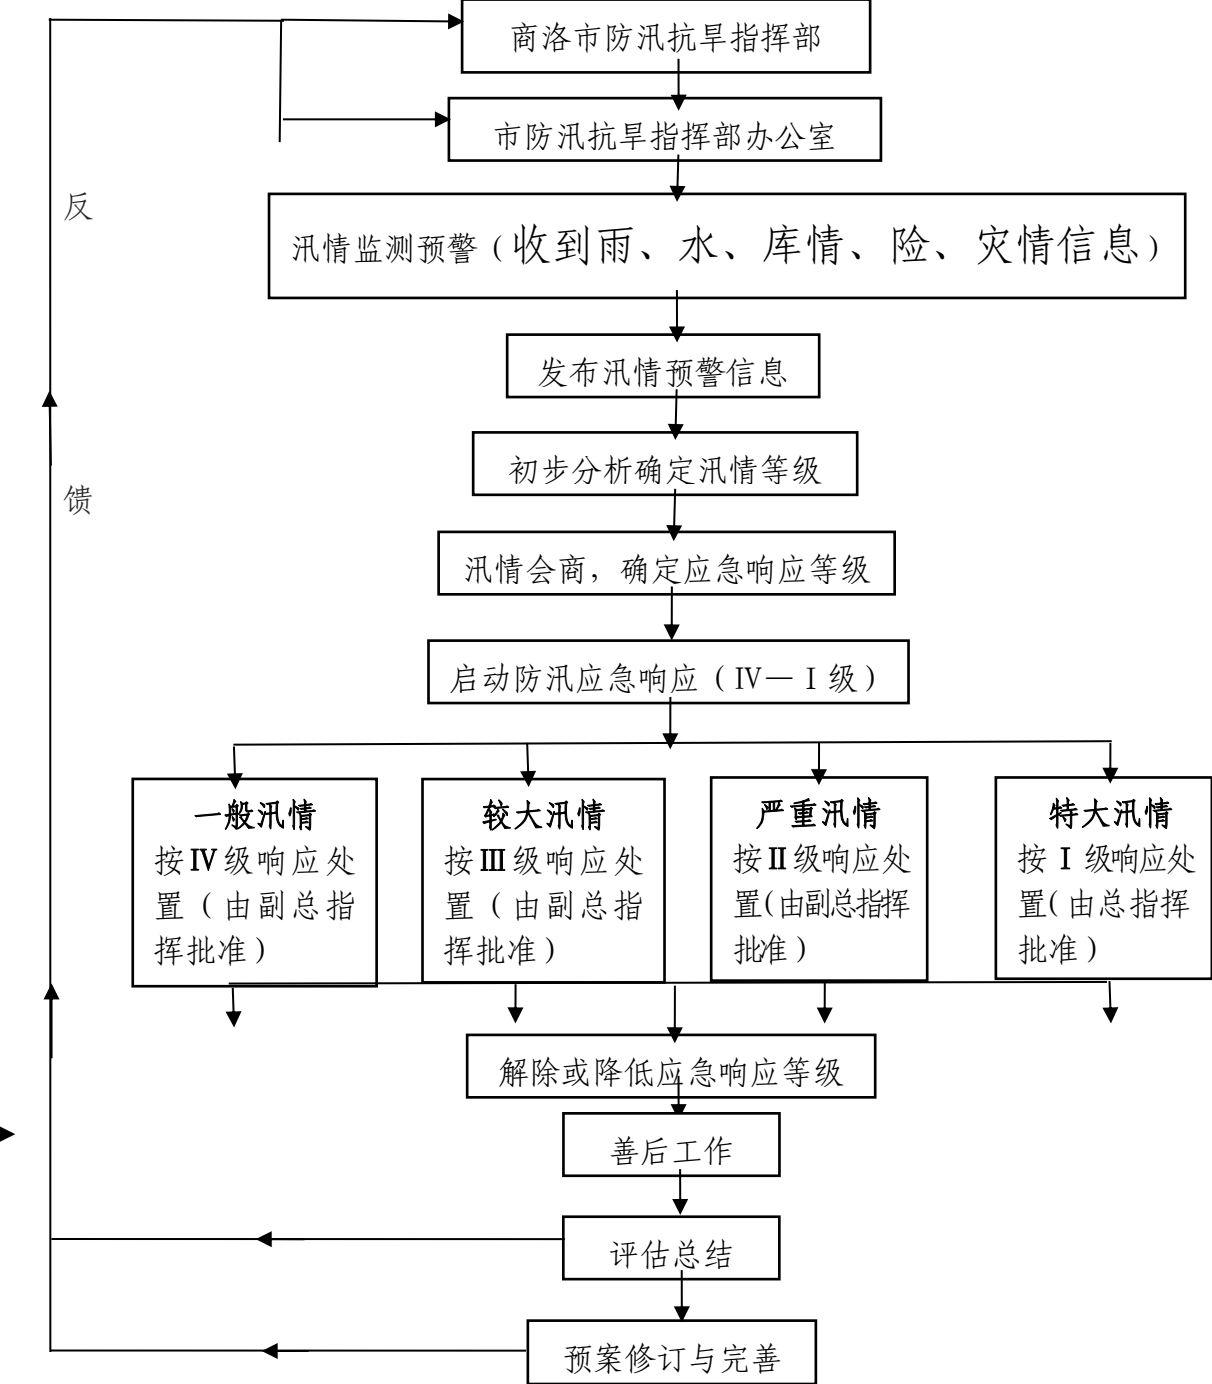 商洛市防汛抗旱指挥部
市防汛抗旱指挥部办公室
反
汛情监测预警（收到雨、水、库情、险、灾情信息）
发布汛情预警信息
初步分析确定汛情等级
馈
汛情会商，确定应急响应等级
启动防汛应急响应（Ⅳ—Ⅰ级）
一般汛情
按Ⅳ级响应处
置（由副总指
挥批准）
较大汛情
按Ⅲ级响应处
置（由副总指
挥批准）
严重汛情
按Ⅱ级响应处
置（由副总指挥
批准）
特大汛情
按Ⅰ级响应处
置（由总指挥
批准）
解除或降低应急响应等级
善后工作
评估总结
预案修订与完善